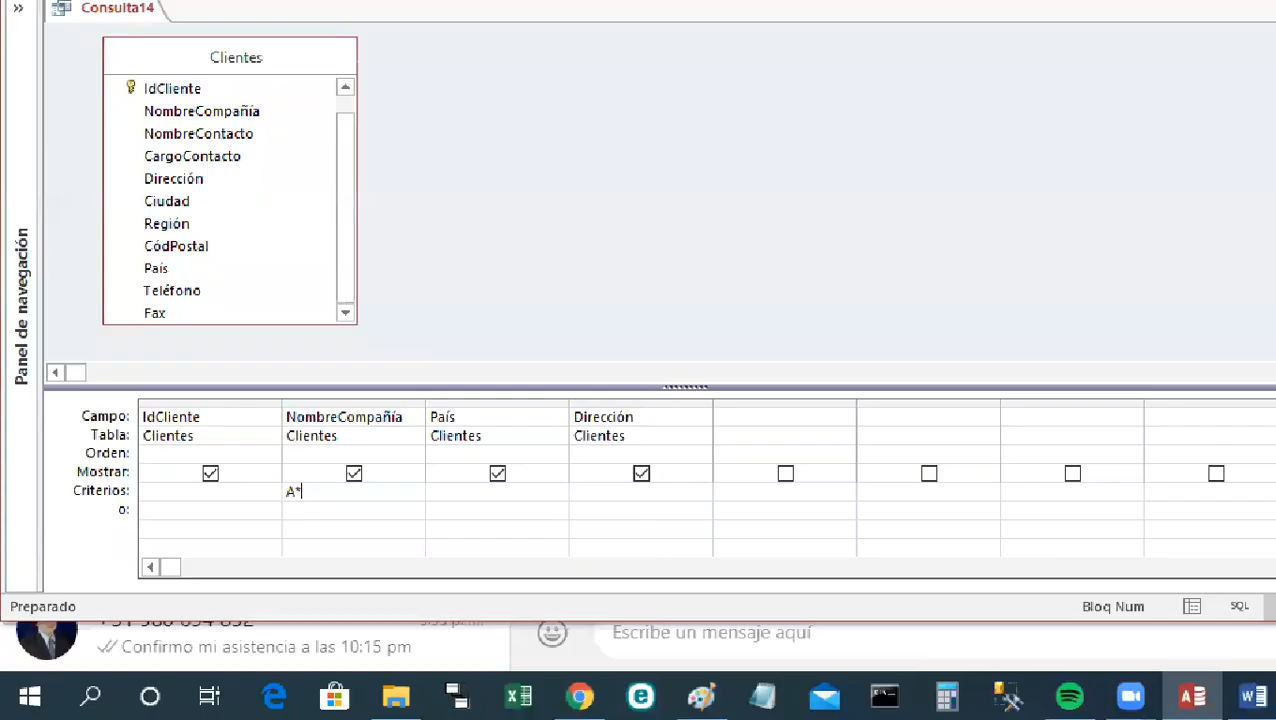 Consulta14
Clientes
IdCliente
NombreCompañía
NombreContacto
CargoContacto
Dirección
Ciudad
Región
CódPostal
País
Teléfono
Fax
Panel de navegación
Campo: IdCliente NombreCompañía País Dirección
Tabla: Clientes Clientes Clientes Clientes
Orden:
Mostrar:
Criterios: A*
o:
Preparado Bloq Num SQL
Confirmo mi asistencia a las 10:15 pm
Escribe un mensaje aquí